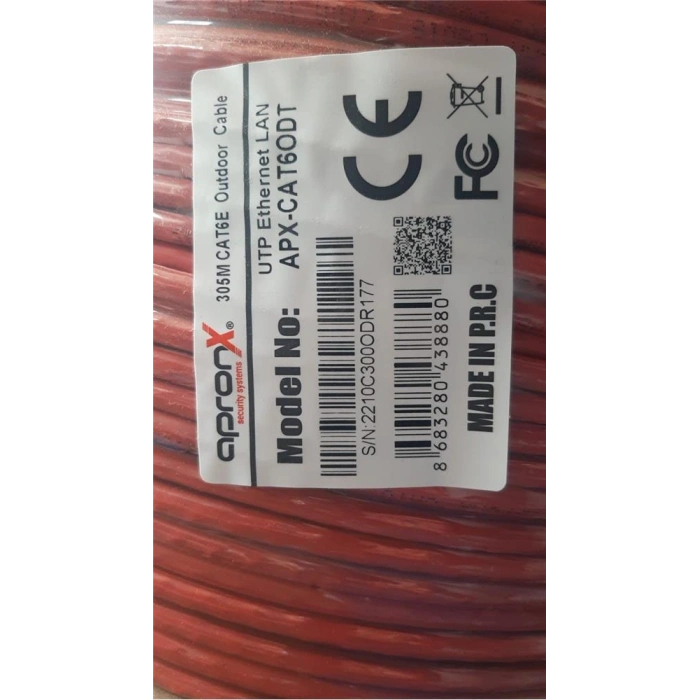 apronX®
security systems
305M CAT6E Outdoor Cable
UTP Ethernet LAN
Model No: APX-CAT6ODT
S/N:2210C300ODR177
8 683280 438880
CE
FC
MADE IN P.R.C